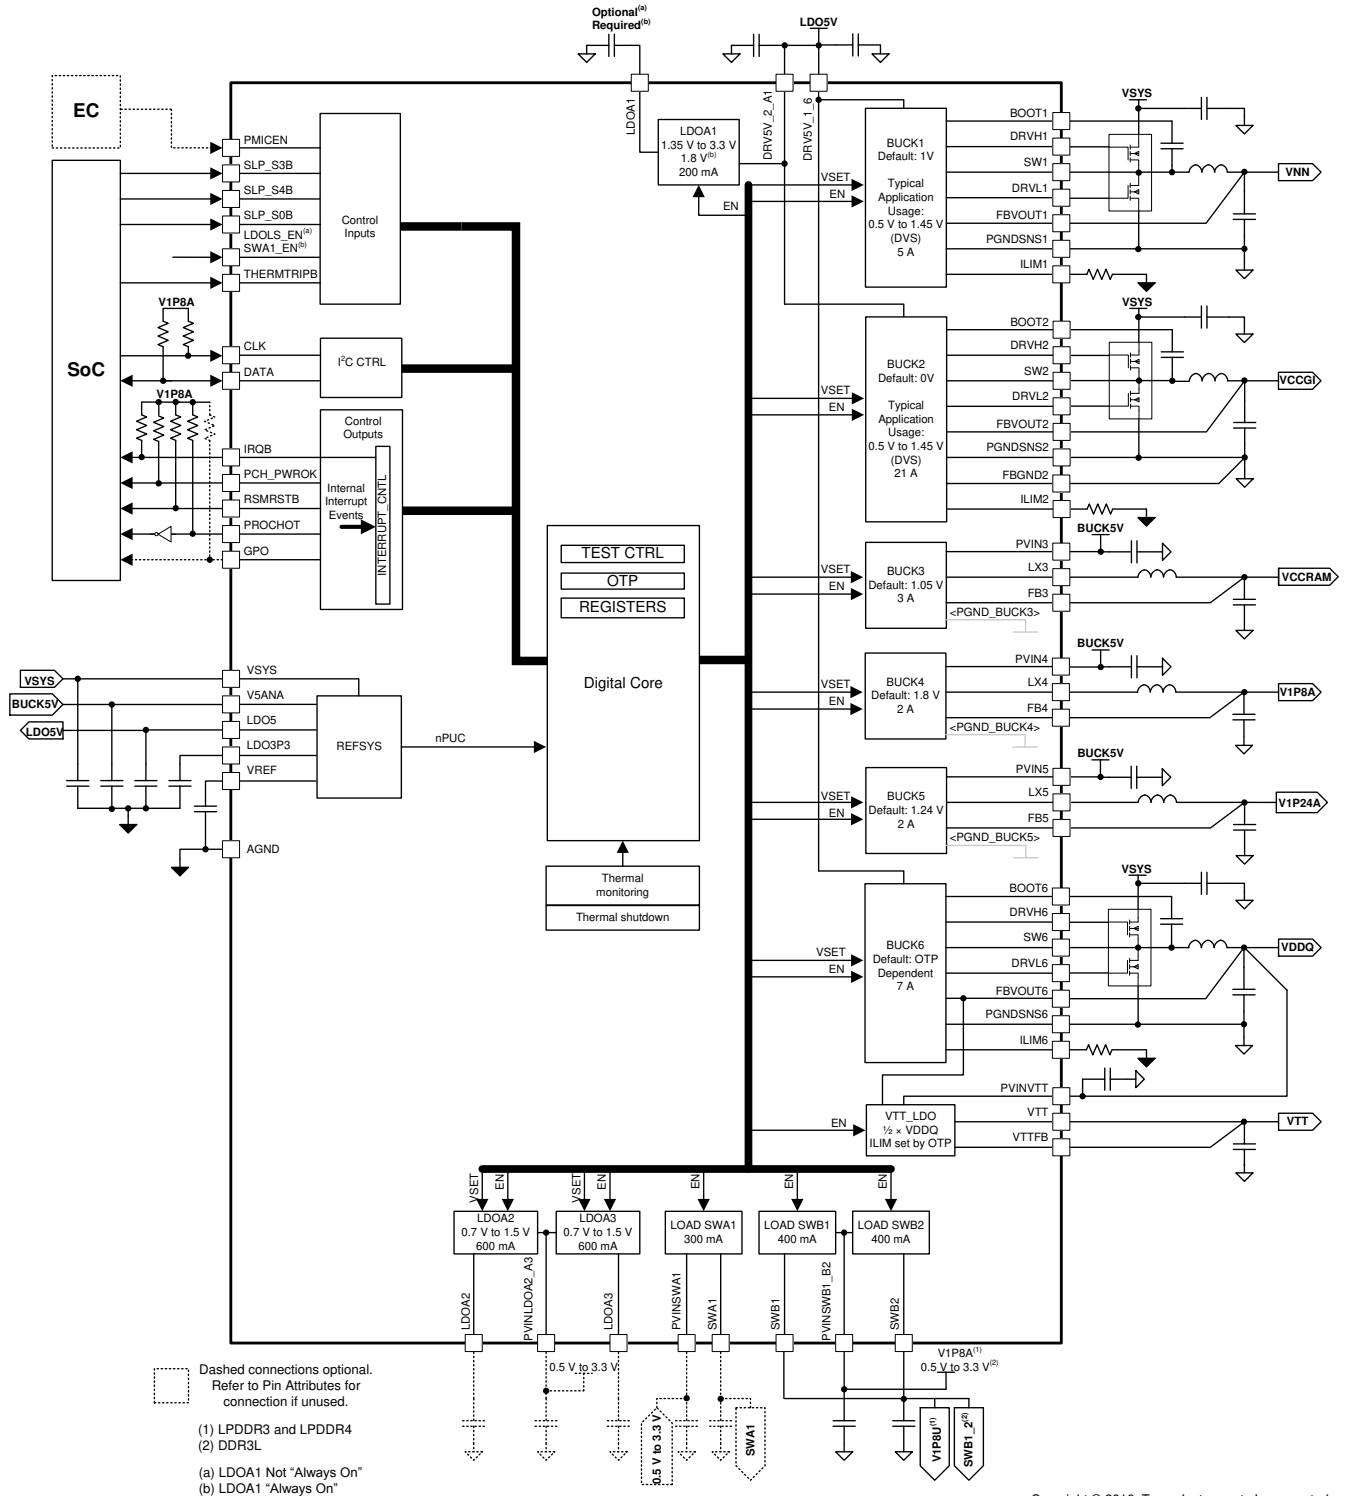 Optional(a)
Required(b)
LDO5V
EC
SoC
LDOA1
DRV5V_2_A1
DRV5V_1_6
LDOA1
1.35 V to 3.3 V
1.8 V(b)
200 mA
EN
PMICEN
SLP_S3B
SLP_S4B
SLP_S0B
LDOLS_EN(a)
SWA1_EN(b)
THERMTRIPB
Control
Inputs
V1P8A
CLK
DATA
I2C CTRL
V1P8A
IRQB
PCH_PWROK
RSMRSTB
PROCHOT
GPO
Control
Outputs
Internal
Interrupt
Events
INTERRUPT_CNTL
TEST CTRL
OTP
REGISTERS
Digital Core
Thermal
monitoring
Thermal shutdown
VSYS
BUCK5V
LDO5V
VSYS
V5ANA
LDO5
LDO3P3
VREF
AGND
REFSYS
nPUC
VSET
EN
BUCK1
Default: 1V
Typical
Application
Usage:
0.5 V to 1.45 V
(DVS)
5 A
BOOT1
DRVH1
SW1
DRVL1
FBVOUT1
PGNDSNS1
ILIM1
VSYS
VNN
VSET
EN
BUCK2
Default: 0V
Typical
Application
Usage:
0.5 V to 1.45 V
(DVS)
21 A
BOOT2
DRVH2
SW2
DRVL2
FBVOUT2
PGNDSNS2
FBGND2
ILIM2
VSYS
VCCGI
VSET
EN
BUCK3
Default: 1.05 V
3 A
PVIN3
LX3
FB3
<PGND_BUCK3>
BUCK5V
VCCRAM
VSET
EN
BUCK4
Default: 1.8 V
2 A
PVIN4
LX4
FB4
<PGND_BUCK4>
BUCK5V
V1P8A
VSET
EN
BUCK5
Default: 1.24 V
2 A
PVIN5
LX5
FB5
<PGND_BUCK5>
BUCK5V
V1P24A
VSET
EN
BUCK6
Default: OTP
Dependent
7 A
BOOT6
DRVH6
SW6
DRVL6
FBVOUT6
PGNDSNS6
ILIM6
VSYS
VDDQ
EN
VTT_LDO
½ × VDDQ
ILIM set by OTP
PVINVTT
VTT
VTTFB
VTT
VSET
EN
VSET
EN
EN
EN
EN
LDOA2
0.7 V to 1.5 V
600 mA
LDOA3
0.7 V to 1.5 V
600 mA
LOAD SWA1
300 mA
LOAD SWB1
400 mA
LOAD SWB2
400 mA
LDOA2
PVINLDOA2_A3
LDOA3
PVINSWA1
SWA1
SWB1
PVINSWB1_B2
SWB2
0.5 V to 3.3 V
V1P8A(1)
0.5 V to 3.3 V(2)
0.5 V to 3.3 V
SWA1
V1P8U(1)
SWB1_2(2)
Dashed connections optional.
Refer to Pin Attributes for
connection if unused.
(1) LPDDR3 and LPDDR4
(2) DDR3L
(a) LDOA1 Not "Always On"
(b) LDOA1 "Always On"